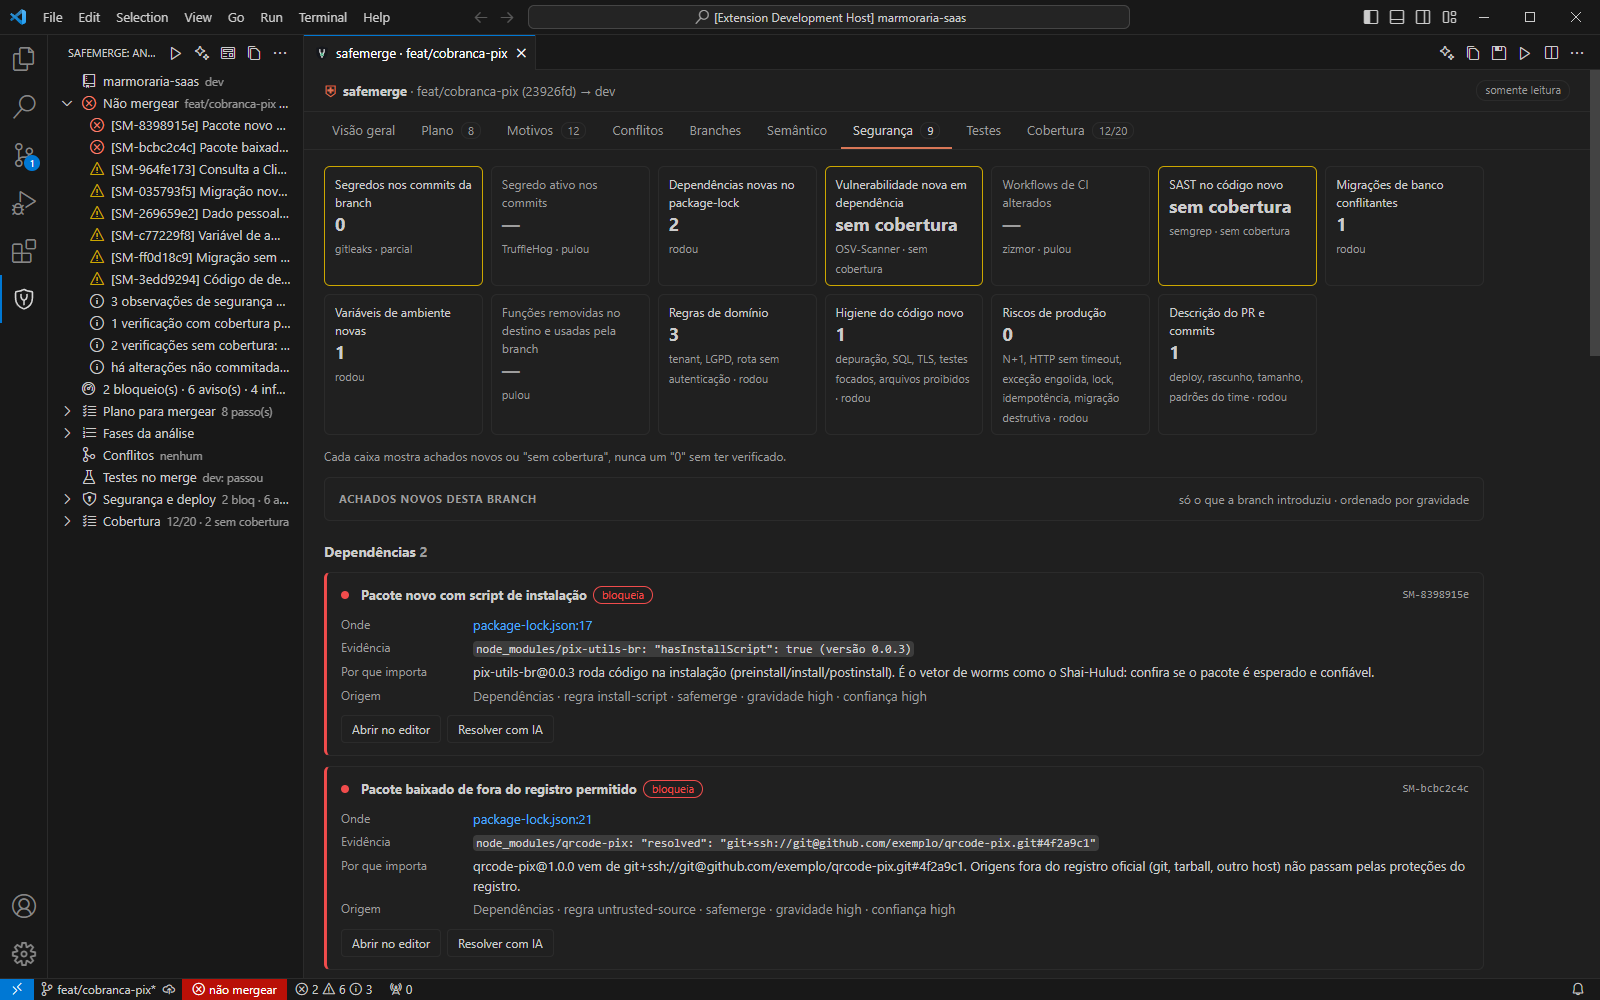 File Edit Selection View Go Run Terminal Help
[Extension Development Host] marmoraria-saas
SAFEMERGE: AN...
marmoraria-saas dev
Não mergear feat/cobranca-pix ...
[SM-8398915e] Pacote novo ...
[SM-bcbc2c4c] Pacote baixad...
[SM-964fe173] Consulta a Cli...
[SM-035793f5] Migração nov...
[SM-269659e2] Dado pessoal...
[SM-c77229f8] Variável de a...
[SM-ff0d18c9] Migração sem ...
[SM-3edd9294] Código de de...
3 observações de segurança ...
1 verificação com cobertura p...
2 verificações sem cobertura: ...
há alterações não commitada...
2 bloqueio(s) · 6 aviso(s) · 4 inf...
Plano para mergear 8 passo(s)
Fases da análise
Conflitos nenhum
Testes no merge dev: passou
Segurança e deploy 2 bloq · 6 a...
Cobertura 12/20 · 2 sem cobertura
safemerge · feat/cobranca-pix
safemerge · feat/cobranca-pix (23926fd) → dev
somente leitura
Visão geral Plano 8 Motivos 12 Conflitos Branches Semântico Segurança 9 Testes Cobertura 12/20
Segredos nos commits da branch
0
gitleaks · parcial
Segredo ativo nos commits
—
TruffleHog · pulou
Dependências novas no package-lock
2
rodou
Vulnerabilidade nova em dependência
sem cobertura
OSV-Scanner · sem cobertura
Workflows de CI alterados
—
zizmor · pulou
SAST no código novo
sem cobertura
semgrep · sem cobertura
Migrações de banco conflitantes
1
rodou
Variáveis de ambiente novas
1
rodou
Funções removidas no destino e usadas pela branch
—
pulou
Regras de domínio
3
tenant, LGPD, rota sem autenticação · rodou
Higiene do código novo
1
depuração, SQL, TLS, testes focados, arquivos proibidos · rodou
Riscos de produção
0
N+1, HTTP sem timeout, exceção engolida, lock, idempotência, migração destrutiva · rodou
Descrição do PR e commits
1
deploy, rascunho, tamanho, padrões do time · rodou
Cada caixa mostra achados novos ou "sem cobertura", nunca um "0" sem ter verificado.
ACHADOS NOVOS DESTA BRANCH
só o que a branch introduziu · ordenado por gravidade
Dependências 2
Pacote novo com script de instalação bloqueia SM-8398915e
Onde package-lock.json:17
Evidência node_modules/pix-utils-br: "hasInstallScript": true (versão 0.0.3)
Por que importa pix-utils-br@0.0.3 roda código na instalação (preinstall/install/postinstall). É o vetor de worms como o Shai-Hulud: confira se o pacote é esperado e confiável.
Origem Dependências · regra install-script · safemerge · gravidade high · confiança high
Abrir no editor Resolver com IA
Pacote baixado de fora do registro permitido bloqueia SM-bcbc2c4c
Onde package-lock.json:21
Evidência node_modules/qrcode-pix: "resolved": "git+ssh://git@github.com/exemplo/qrcode-pix.git#4f2a9c1"
Por que importa qrcode-pix@1.0.0 vem de git+ssh://git@github.com/exemplo/qrcode-pix.git#4f2a9c1. Origens fora do registro oficial (git, tarball, outro host) não passam pelas proteções do
registro.
Origem Dependências · regra untrusted-source · safemerge · gravidade high · confiança high
Abrir no editor Resolver com IA
1
feat/cobranca-pix* não mergear 2 6 3 0